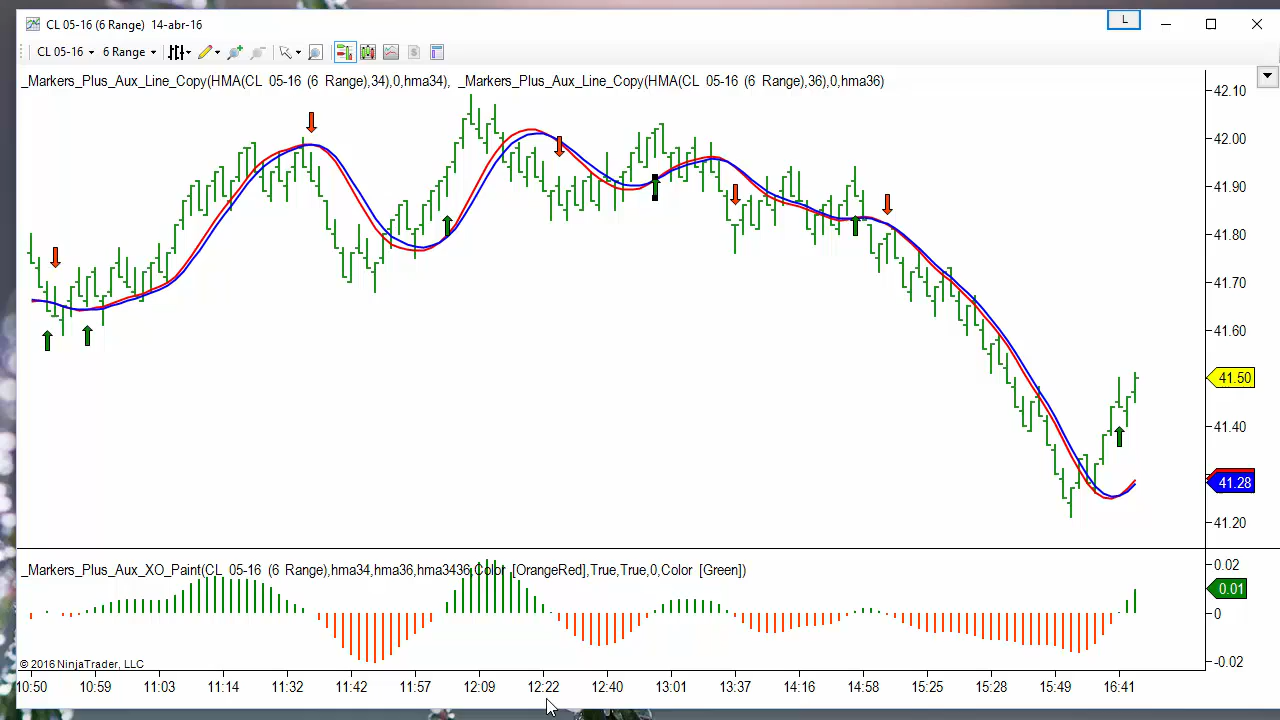 CL 05-16 (6 Range) 14-abr-16
L
CL 05-16 6 Range $
_Markers_Plus_Aux_Line_Copy(HMA(CL 05-16 (6 Range),34),0,hma34), _Markers_Plus_Aux_Line_Copy(HMA(CL 05-16 (6 Range),36),0,hma36)
42.10
42.00
41.90
41.80
41.70
41.60
41.50
41.40
41.28
41.20
_Markers_Plus_Aux_XO_Paint(CL 05-16 (6 Range),hma34,hma36,hma3436,Color [OrangeRed],True,True,0,Color [Green])
0.02
0.01
0
-0.02
© 2016 NinjaTrader, LLC
10:50 10:59 11:03 11:14 11:32 11:42 11:57 12:09 12:22 12:40 13:01 13:37 14:16 14:58 15:25 15:28 15:49 16:41